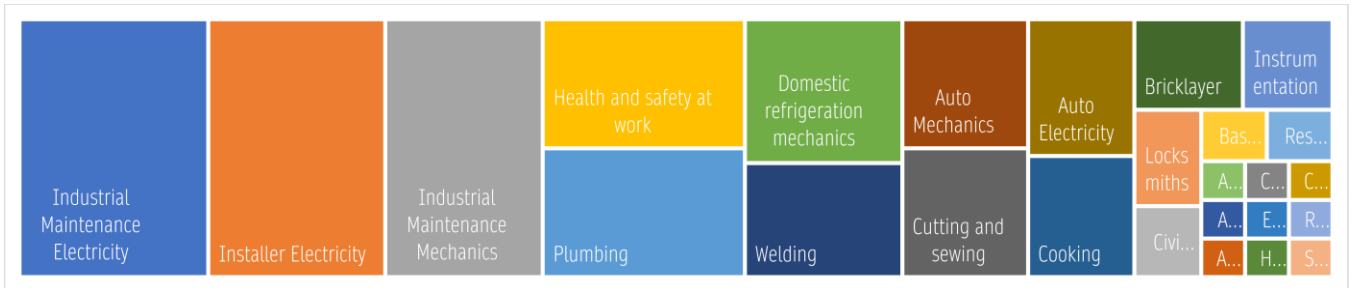 Industrial
Maintenance
Electricity
Installer Electricity
Industrial
Maintenance
Mechanics
Health and safety at
work
Plumbing
Domestic
refrigeration
mechanics
Welding
Auto
Mechanics
Cutting and
sewing
Auto
Electricity
Cooking
Bricklayer
Instrum
entation
Locks
miths
Civi...
Bas...
Res...
A...
C...
C...
A...
E...
R...
A...
H...
S...